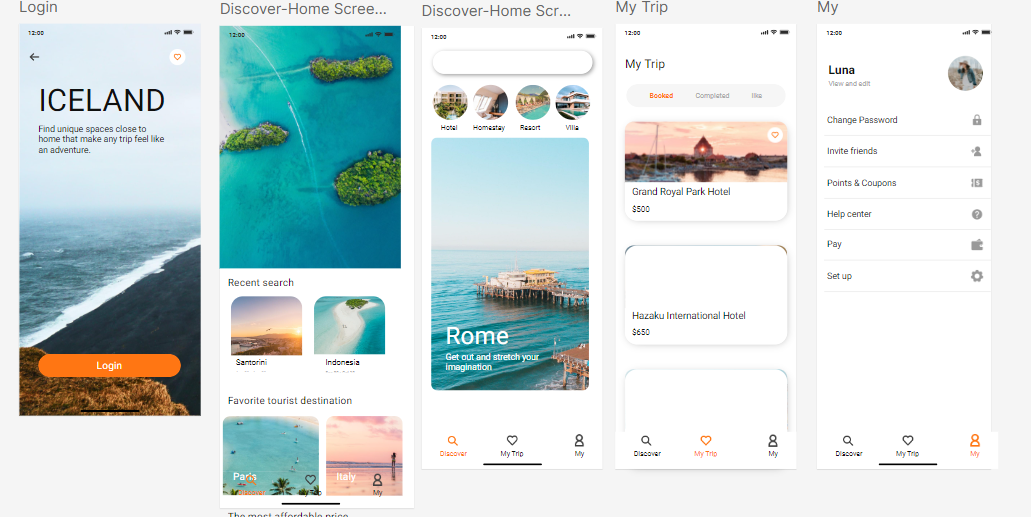 Login
12:00
ICELAND
Find unique spaces close to
home that make any trip feel like
an adventure.
Login
Discover-Home Scree...
12:00
Recent search
Santorini
Indonesia
Favorite tourist destination
Paris
Italy
Discover
My Trip
My
The most affordable price
Discover-Home Scr...
12:00
Hotel
Homestay
Resort
Villa
Rome
Get out and stretch your
imagination
Discover
My Trip
My
My Trip
12:00
My Trip
Booked
Completed
like
Grand Royal Park Hotel
$500
Hazaku International Hotel
$650
Discover
My Trip
My
My
12:00
Luna
View and edit
Change Password
Invite friends
Points & Coupons
Help center
Pay
Set up
Discover
My Trip
My